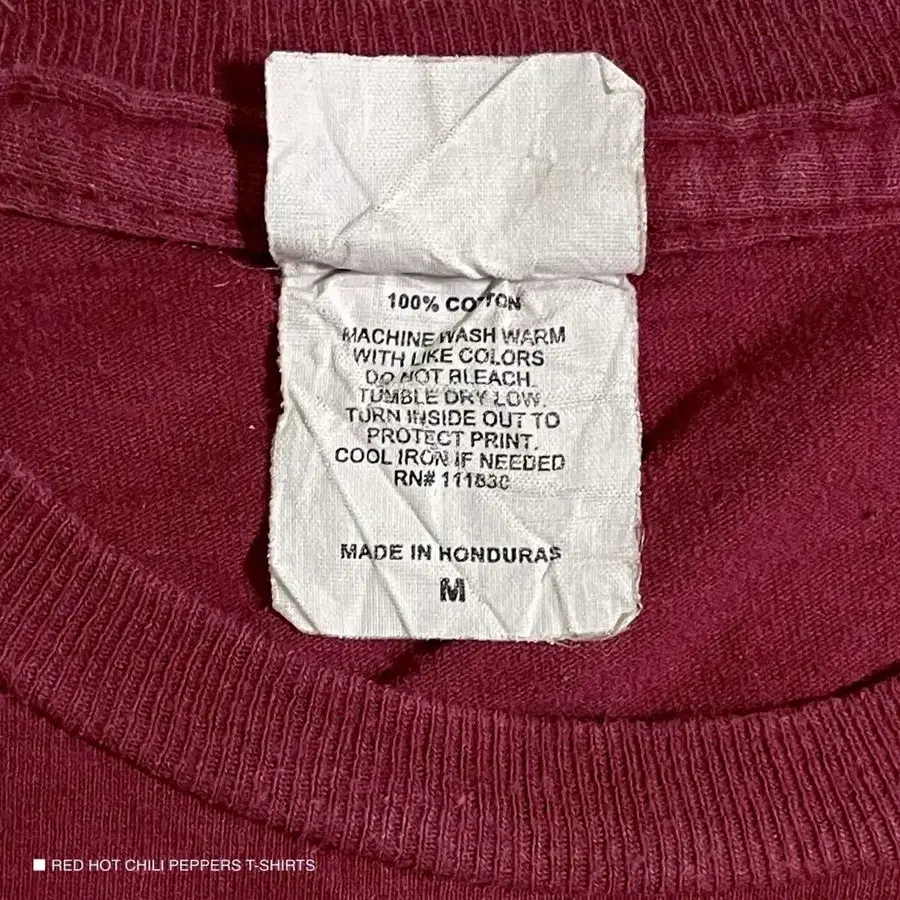 100% COTTON
MACHINE WASH WARM
WITH LIKE COLORS
DO NOT BLEACH.
TUMBLE DRY LOW.
TURN INSIDE OUT TO
PROTECT PRINT.
COOL IRON IF NEEDED
RN# 111830
MADE IN HONDURAS
M
RED HOT CHILI PEPPERS T-SHIRTS